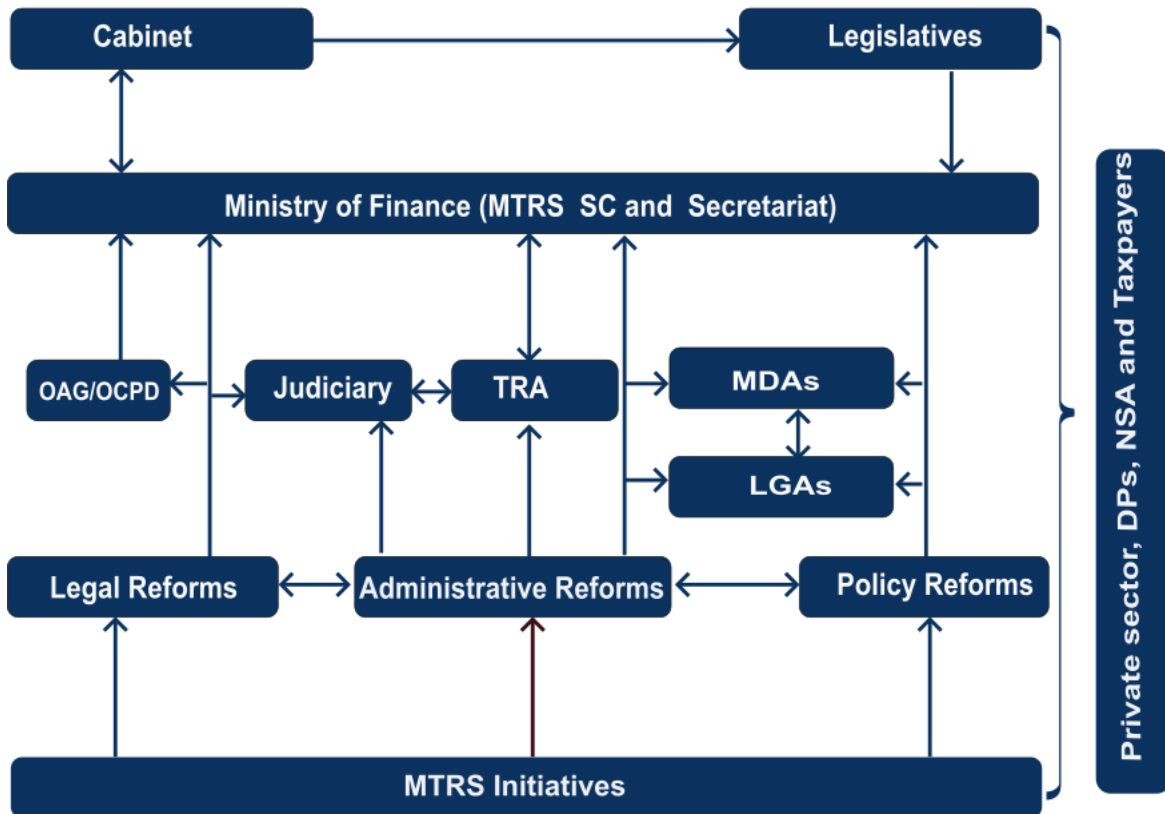 Cabinet
Legislatives
Ministry of Finance (MTRS SC and Secretariat)
OAG/OCPD
Judiciary
TRA
MDAs
LGAs
Legal Reforms
Administrative Reforms
Policy Reforms
MTRS Initiatives
Private sector, DPs, NSA and Taxpayers